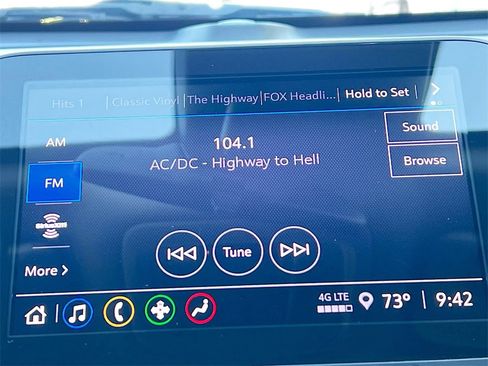 Hits 1 | Classic Vinyl | The Highway | FOX Headli... | Hold to Set | >
AM
104.1
Sound
AC/DC - Highway to Hell
Browse
FM
SiriusXM
Tune
More >
4G LTE 73° | 9:42